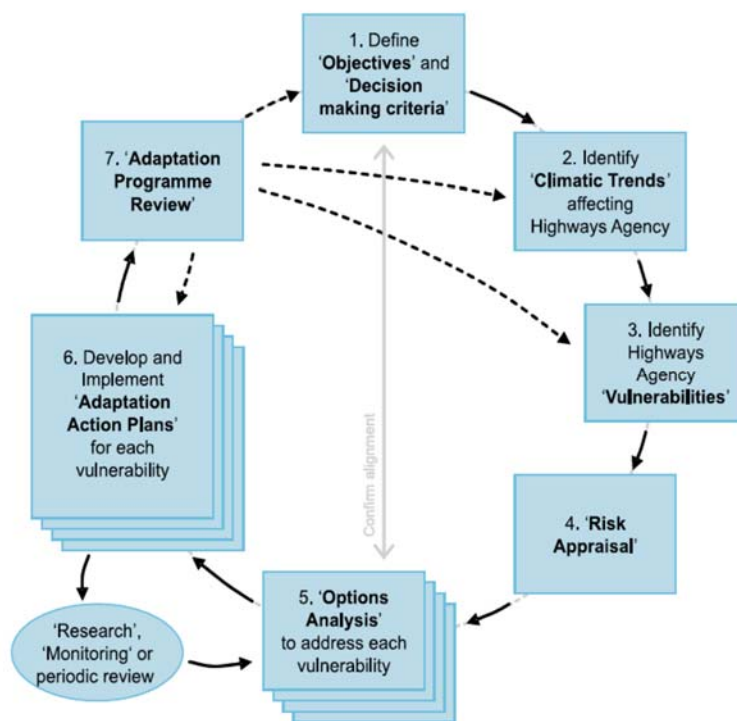 1. Define
‘Objectives’ and
‘Decision
making criteria’
2. Identify
‘Climatic Trends’
affecting
Highways Agency
3. Identify
Highways
Agency
‘Vulnerabilities’
4. ‘Risk
Appraisal’
5. ‘Options
Analysis’
to address each
vulnerability
6. Develop and
Implement
‘Adaptation
Action Plans’
for each
vulnerability
7. ‘Adaptation
Programme
Review’
‘Research’,
‘Monitoring‘ or
periodic review
Confirm alignment